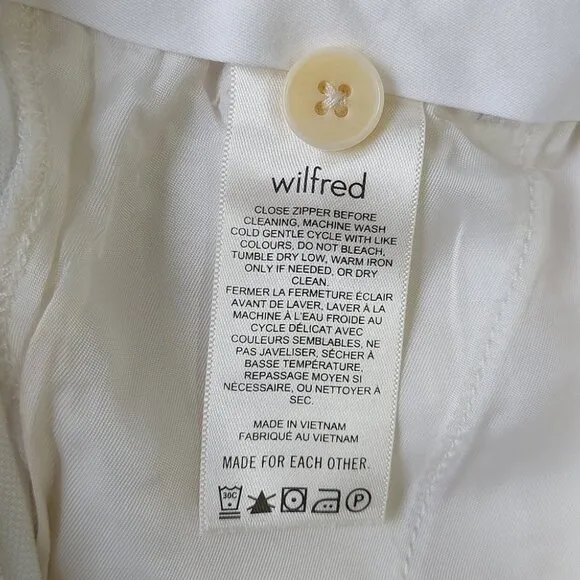 wilfred
CLOSE ZIPPER BEFORE
CLEANING, MACHINE WASH
COLD GENTLE CYCLE WITH LIKE
COLOURS, DO NOT BLEACH,
TUMBLE DRY LOW, WARM IRON
ONLY IF NEEDED, OR DRY
CLEAN.
FERMER LA FERMETURE ÉCLAIR
AVANT DE LAVER, LAVER À LA
MACHINE À L'EAU FROIDE AU
CYCLE DÉLICAT AVEC
COULEURS SEMBLABLES, NE
PAS JAVELISER, SÉCHER À
BASSE TEMPÉRATURE,
REPASSAGE MOYEN SI
NÉCESSAIRE, OU NETTOYER À
SEC.
MADE IN VIETNAM
FABRIQUÉ AU VIETNAM
MADE FOR EACH OTHER.
30C P